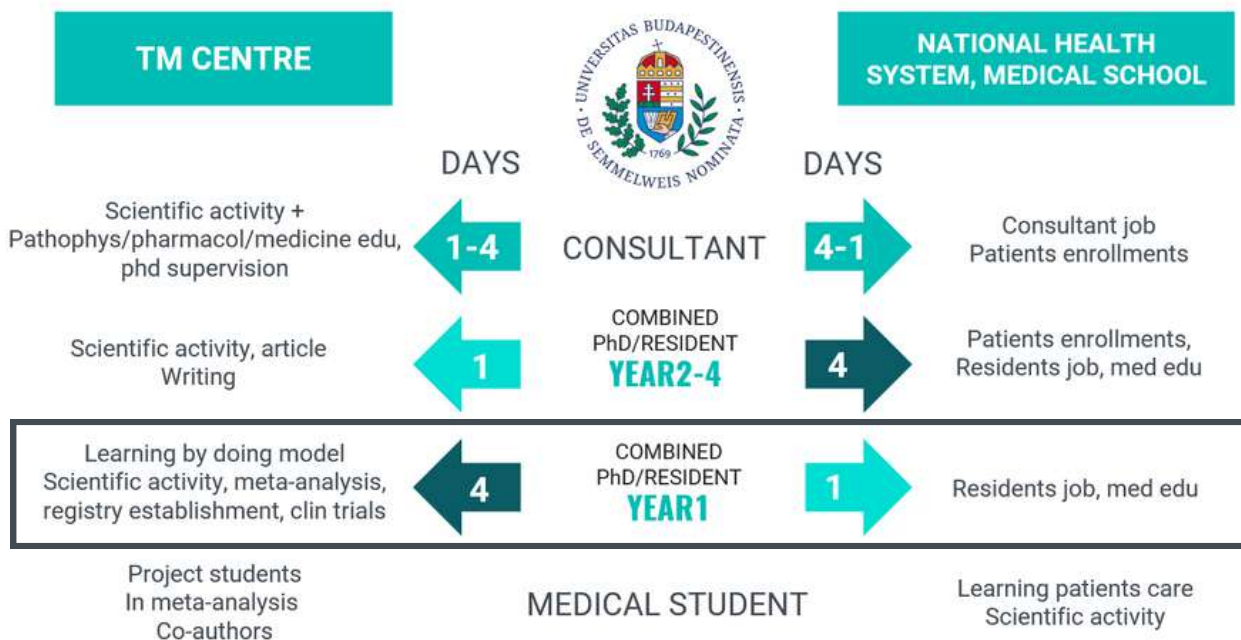 TM CENTRE
UNIVERSITAS BUDAPESTINENSIS
DE SEMMELWEIS NOMINATA
1769
NATIONAL HEALTH
SYSTEM, MEDICAL SCHOOL
DAYS
DAYS
Scientific activity +
Pathophys/pharmacol/medicine edu,
phd supervision
1-4
CONSULTANT
4-1
Consultant job
Patients enrollments
Scientific activity, article
Writing
1
COMBINED
PhD/RESIDENT
YEAR2-4
4
Patients enrollments,
Residents job, med edu
Learning by doing model
Scientific activity, meta-analysis,
registry establishment, clin trials
4
COMBINED
PhD/RESIDENT
YEAR1
1
Residents job, med edu
Project students
In meta-analysis
Co-authors
MEDICAL STUDENT
Learning patients care
Scientific activity